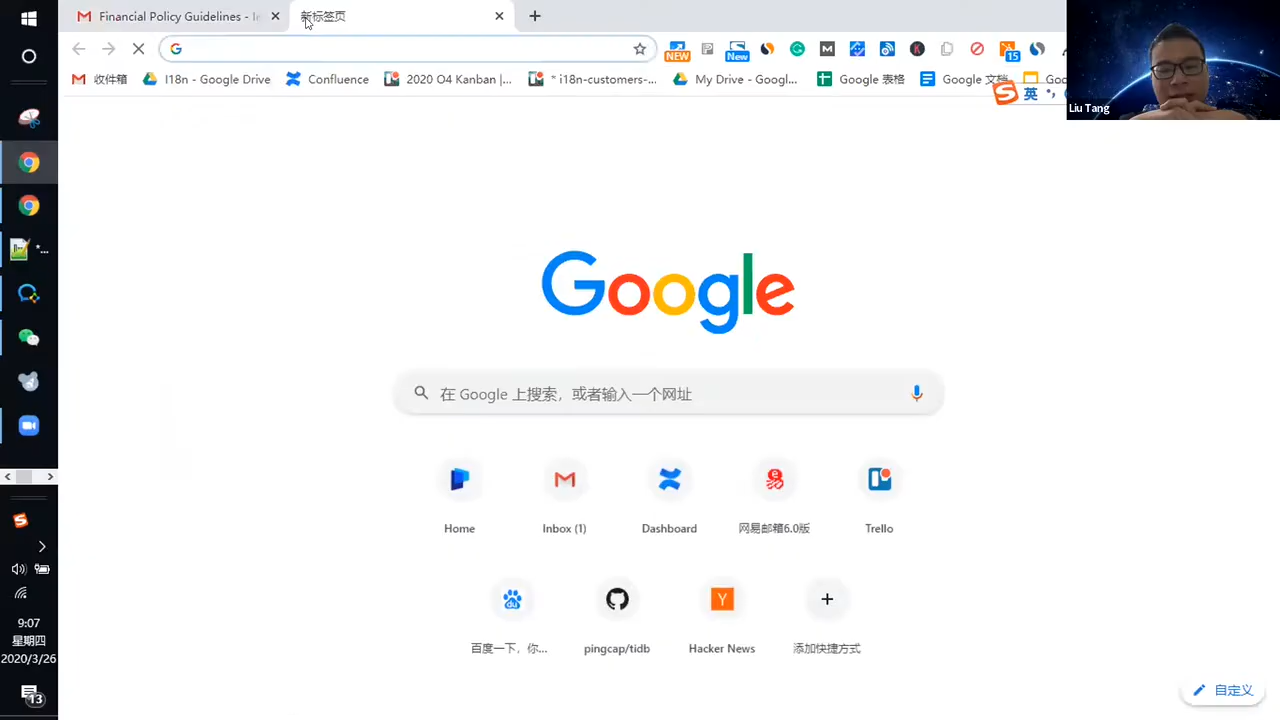 Financial Policy Guidelines - I
新标签页
NEW
New
M
K
15
收件箱
I18n - Google Drive
Confluence
2020 Q4 Kanban |...
* i18n-customers-...
My Drive - Googl...
Google 表格
Google 文档
Goo
英
Liu Tang
Google
在 Google 上搜索，或者输入一个网址
Home
Inbox (1)
Dashboard
网易邮箱6.0版
Trello
百度一下，你...
pingcap/tidb
Hacker News
添加快捷方式
自定义
9:07
星期四
2020/3/26
13